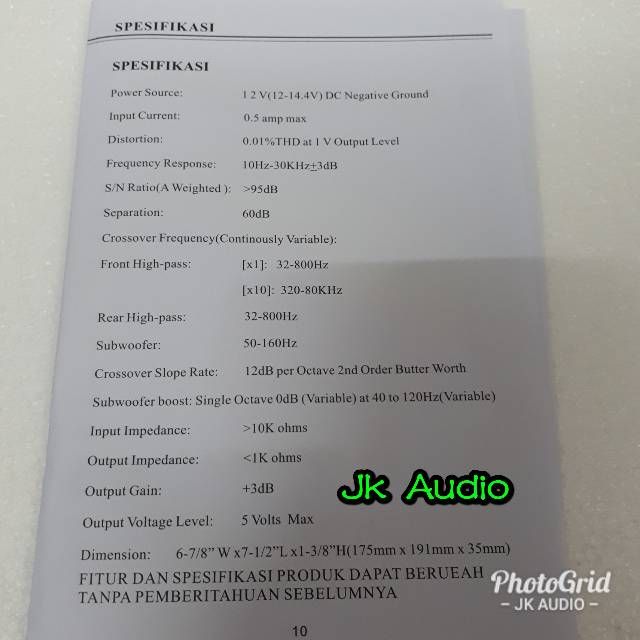 SPESIFIKASI
SPESIFIKASI
Power Source: 1 2 V(12-14.4V) DC Negative Ground
Input Current: 0.5 amp max
Distortion: 0.01%THD at 1 V Output Level
Frequency Response: 10Hz-30KHz±3dB
S/N Ratio(A Weighted ): >95dB
Separation: 60dB
Crossover Frequency(Continously Variable):
Front High-pass: [x1]: 32-800Hz
[x10]: 320-80KHz
Rear High-pass: 32-800Hz
Subwoofer: 50-160Hz
Crossover Slope Rate: 12dB per Octave 2nd Order Butter Worth
Subwoofer boost: Single Octave 0dB (Variable) at 40 to 120Hz(Variable)
Input Impedance: >10K ohms
Output Impedance: <1K ohms
Output Gain: +3dB
Jk Audio
Output Voltage Level: 5 Volts Max
Dimension: 6-7/8” W x7-1/2”L x1-3/8”H(175mm x 191mm x 35mm)
FITUR DAN SPESIFIKASI PRODUK DAPAT BERUEAH
TANPA PEMBERITAHUAN SEBELUMNYA
10
PhotoGrid
– JK AUDIO –